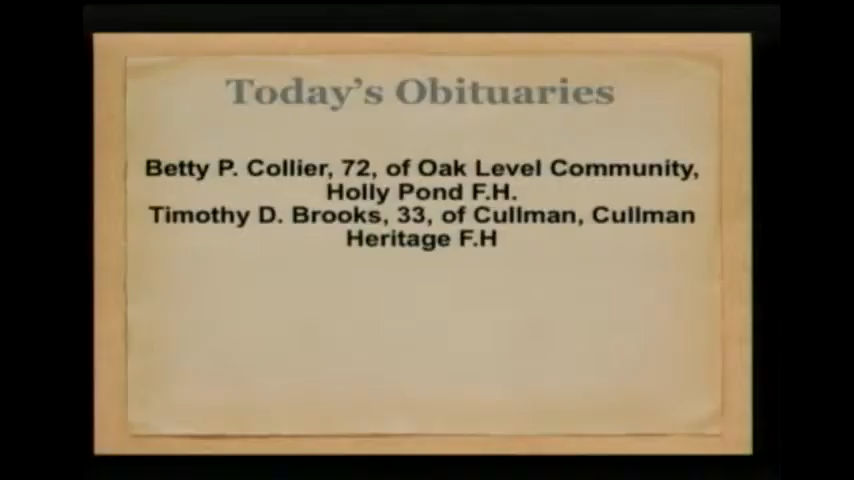 Today's Obituaries
Betty P. Collier, 72, of Oak Level Community,
Holly Pond F.H.
Timothy D. Brooks, 33, of Cullman, Cullman
Heritage F.H